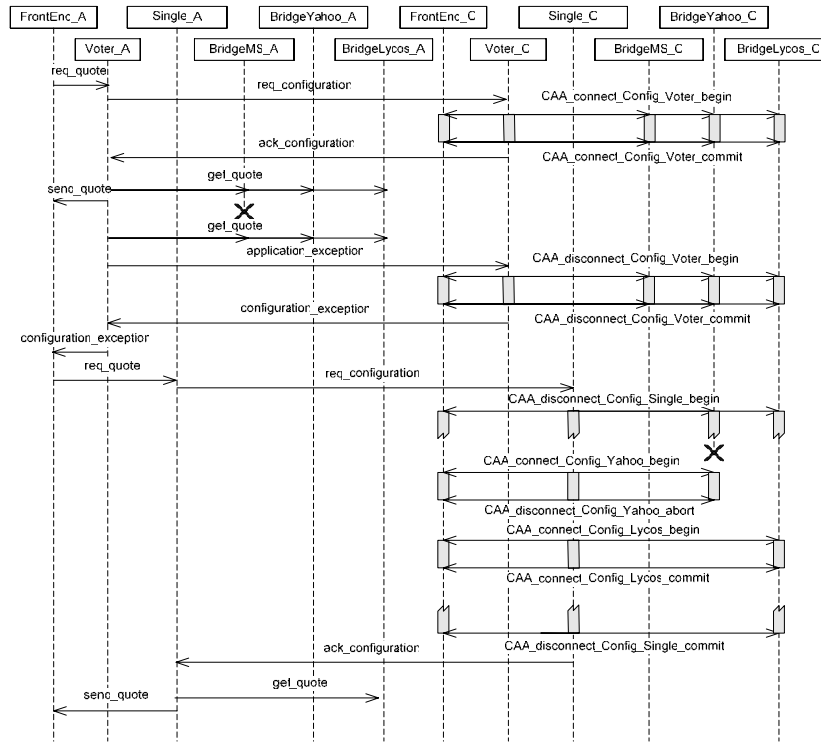 FrontEnc_A
Single_A
BridgeYahoo_A
FrontEnc_C
Single_C
BridgeYahoo_C
Voter_A
BridgeMS_A
BridgeLycos_A
Voter_C
BridgeMS_C
BridgeLycos_C
req_quote
req_configuration
CAA_connect_Config_Voter_begin
ack_configuration
CAA_connect_Config_Voter_commit
get_quote
send_quote
get_quote
application_exception
CAA_disconnect_Config_Voter_begin
configuration_exception
CAA_disconnect_Config_Voter_commit
configuration_exception
req_quote
req_configuration
CAA_disconnect_Config_Single_begin
CAA_connect_Config_Yahoo_begin
CAA_disconnect_Config_Yahoo_abort
CAA_connect_Config_Lycos_begin
CAA_connect_Config_Lycos_commit
ack_configuration
CAA_disconnect_Config_Single_commit
get_quote
send_quote